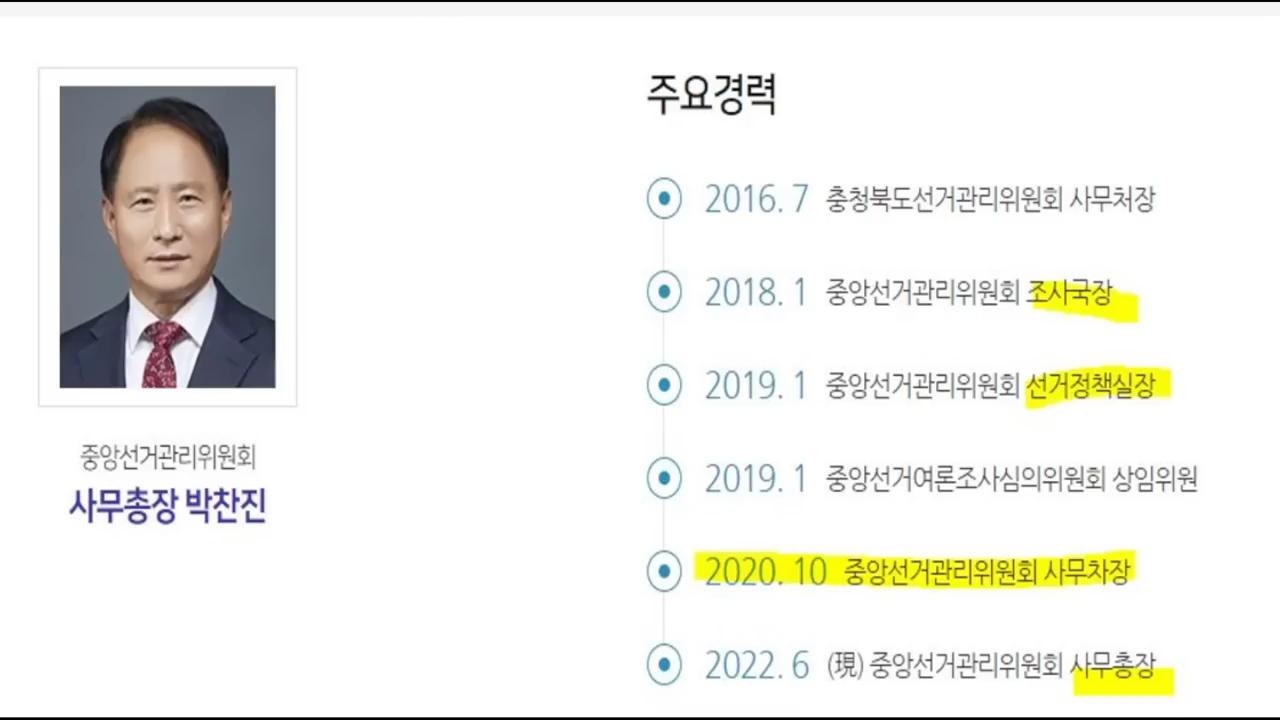 중앙선거관리위원회
사무총장 박찬진
주요경력
2016. 7 충청북도선거관리위원회 사무처장
2018. 1 중앙선거관리위원회 조사국장
2019. 1 중앙선거관리위원회 선거정책실장
2019. 1 중앙선거여론조사심의위원회 상임위원
2020. 10 중앙선거관리위원회 사무차장
2022. 6 (現) 중앙선거관리위원회 사무총장